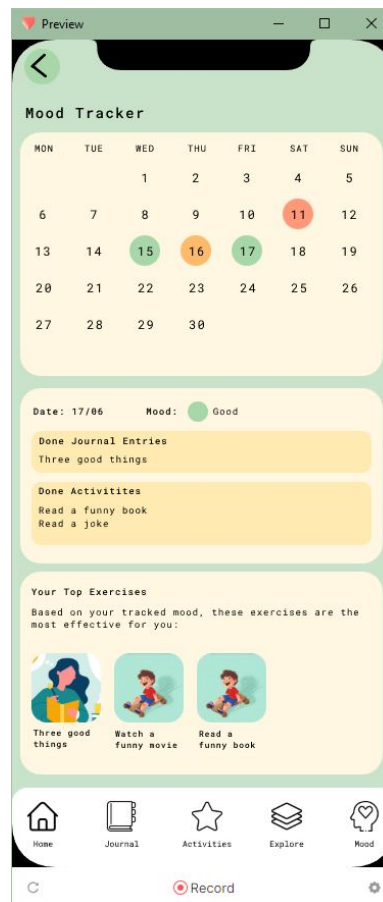 Preview
Mood Tracker
MON TUE WED THU FRI SAT SUN
1 2 3 4 5
6 7 8 9 10 11 12
13 14 15 16 17 18 19
20 21 22 23 24 25 26
27 28 29 30
Date: 17/06 Mood: Good
Done Journal Entries
Three good things
Done Activitites
Read a funny book
Read a joke
Your Top Exercises
Based on your tracked mood, these exercises are the
most effective for you:
Three good Watch a Read a
things funny movie funny book
Home Journal Activities Explore Mood
Record